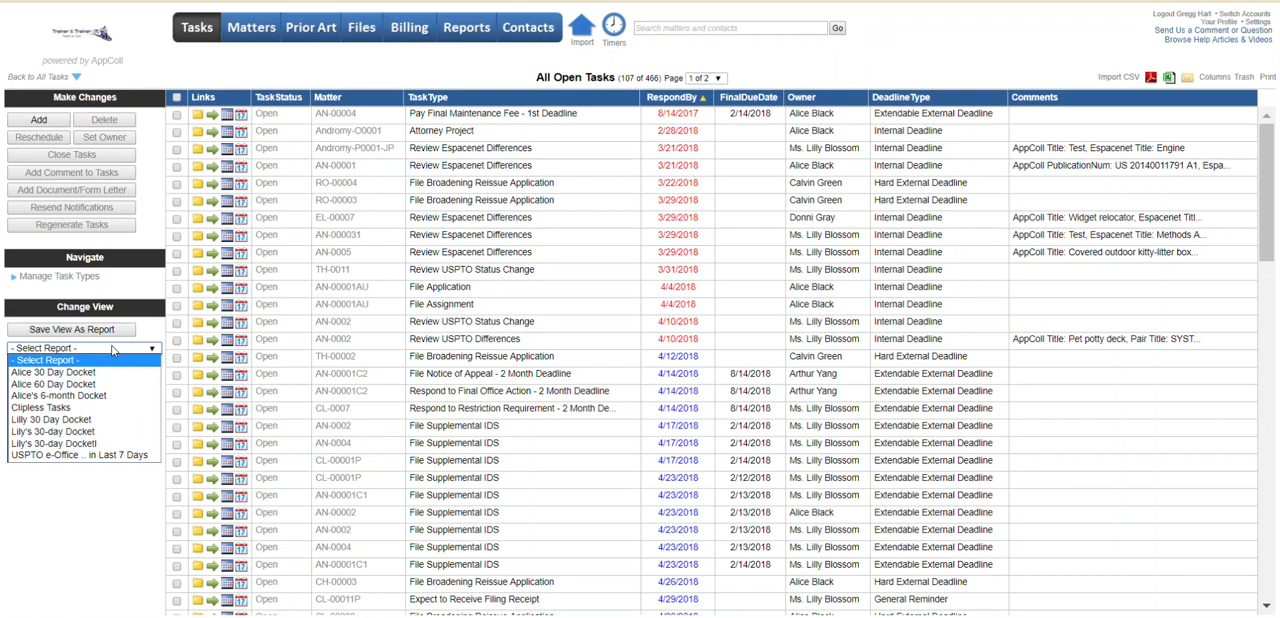 Trainer & Trainer
powered by AppColl
Tasks Matters Prior Art Files Billing Reports Contacts
Import Timers
Search matters and contacts Go
Logout Gregg Hart • Switch Accounts
Your Profile • Settings
Send Us a Comment or Question
Browse Help Articles & Videos
Back to All Tasks
All Open Tasks (107 of 466) Page 1 of 2
Import CSV Columns Trash Print
Make Changes
Add Delete
Reschedule Set Owner
Close Tasks
Add Comment to Tasks
Add Document/Form Letter
Resend Notifications
Regenerate Tasks
Navigate
Manage Task Types
Change View
Save View As Report
- Select Report -
- Select Report -
Alice 30 Day Docket
Alice 60 Day Docket
Alice's 6-month Docket
Clipless Tasks
Lilly 30 Day Docket
Lily's 30-day Docket
Lily's 30-day Docketl
USPTO e-Office .. in Last 7 Days
Links TaskStatus Matter TaskType RespondBy FinalDueDate Owner DeadlineType Comments
Open AN-00004 Pay Final Maintenance Fee - 1st Deadline 8/14/2017 2/14/2018 Alice Black Extendable External Deadline
Open Andromy-O0001 Attorney Project 2/28/2018 Alice Black Internal Deadline
Open Andromy-P0001-JP Review Espacenet Differences 3/21/2018 Ms. Lilly Blossom Internal Deadline AppColl Title: Test, Espacenet Title: Engine
Open AN-00001 Review Espacenet Differences 3/21/2018 Alice Black Internal Deadline AppColl PublicationNum: US 20140011791 A1, Espa...
Open RO-00004 File Broadening Reissue Application 3/22/2018 Calvin Green Hard External Deadline
Open RO-00003 File Broadening Reissue Application 3/29/2018 Calvin Green Hard External Deadline
Open EL-00007 Review Espacenet Differences 3/29/2018 Donni Gray Internal Deadline AppColl Title: Widget relocator, Espacenet Titl...
Open AN-000031 Review Espacenet Differences 3/29/2018 Ms. Lilly Blossom Internal Deadline AppColl Title: Test, Espacenet Title: Methods A...
Open AN-0005 Review Espacenet Differences 3/29/2018 Ms. Lilly Blossom Internal Deadline AppColl Title: Covered outdoor kitty-litter box...
Open TH-0011 Review USPTO Status Change 3/31/2018 Ms. Lilly Blossom Internal Deadline
Open AN-00001AU File Application 4/4/2018 Alice Black Internal Deadline
Open AN-00001AU File Assignment 4/4/2018 Alice Black Internal Deadline
Open AN-0002 Review USPTO Status Change 4/10/2018 Ms. Lilly Blossom Internal Deadline
Open AN-0002 Review USPTO Differences 4/10/2018 Ms. Lilly Blossom Internal Deadline AppColl Title: Pet potty deck, Pair Title: SYST...
Open TH-00002 File Broadening Reissue Application 4/12/2018 Calvin Green Hard External Deadline
Open AN-00001C2 File Notice of Appeal - 2 Month Deadline 4/14/2018 8/14/2018 Arthur Yang Extendable External Deadline
Open AN-00001C2 Respond to Final Office Action - 2 Month Deadline 4/14/2018 8/14/2018 Arthur Yang Extendable External Deadline
Open CL-0007 Respond to Restriction Requirement - 2 Month De... 4/14/2018 8/14/2018 Ms. Lilly Blossom Extendable External Deadline
Open AN-0002 File Supplemental IDS 4/17/2018 2/14/2018 Ms. Lilly Blossom Extendable External Deadline
Open AN-0004 File Supplemental IDS 4/17/2018 2/14/2018 Ms. Lilly Blossom Extendable External Deadline
Open CL-00001P File Supplemental IDS 4/17/2018 2/14/2018 Ms. Lilly Blossom Extendable External Deadline
Open CL-00001P File Supplemental IDS 4/23/2018 2/12/2018 Ms. Lilly Blossom Extendable External Deadline
Open AN-00001C1 File Supplemental IDS 4/23/2018 2/13/2018 Ms. Lilly Blossom Extendable External Deadline
Open AN-00002 File Supplemental IDS 4/23/2018 2/13/2018 Alice Black Extendable External Deadline
Open AN-0002 File Supplemental IDS 4/23/2018 2/13/2018 Ms. Lilly Blossom Extendable External Deadline
Open AN-0004 File Supplemental IDS 4/23/2018 2/13/2018 Ms. Lilly Blossom Extendable External Deadline
Open AN-00001C1 File Supplemental IDS 4/23/2018 2/14/2018 Ms. Lilly Blossom Extendable External Deadline
Open CH-00003 File Broadening Reissue Application 4/26/2018 Alice Black Hard External Deadline
Open CL-00011P Expect to Receive Filing Receipt 4/29/2018 Ms. Lilly Blossom General Reminder